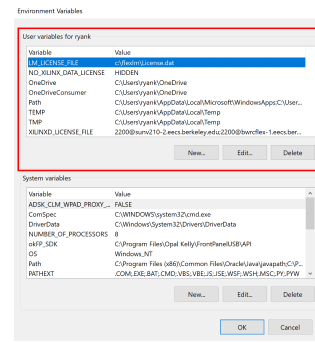 Environment Variables
User variables for ryank
Variable Value
LM_LICENSE_FILE c:\flexlm\License.dat
NO_XILINX_DATA_LICENSE HIDDEN
OneDrive C:\Users\ryank\OneDrive
OneDriveConsumer C:\Users\ryank\OneDrive
Path C:\Users\ryank\AppData\Local\Microsoft\WindowsApps;C:\User...
TEMP C:\Users\ryank\AppData\Local\Temp
TMP C:\Users\ryank\AppData\Local\Temp
XILINXD_LICENSE_FILE 2200@sunv210-2.eecs.berkeley.edu;2200@bwrcflex-1.eecs.ber...
New... Edit... Delete
System variables
Variable Value
ADSK_CLM_WPAD_PROXY_... FALSE
ComSpec C:\WINDOWS\system32\cmd.exe
DriverData C:\Windows\System32\Drivers\DriverData
NUMBER_OF_PROCESSORS 8
okFP_SDK C:\Program Files\Opal Kelly\FrontPanelUSB\API
OS Windows_NT
Path C:\Program Files (x86)\Common Files\Oracle\Java\javapath;C:\P...
PATHEXT .COM;.EXE;.BAT;.CMD;.VBS;.VBE;.JS;.JSE;.WSF;.WSH;.MSC;.PY;.PYW
New... Edit... Delete
OK Cancel